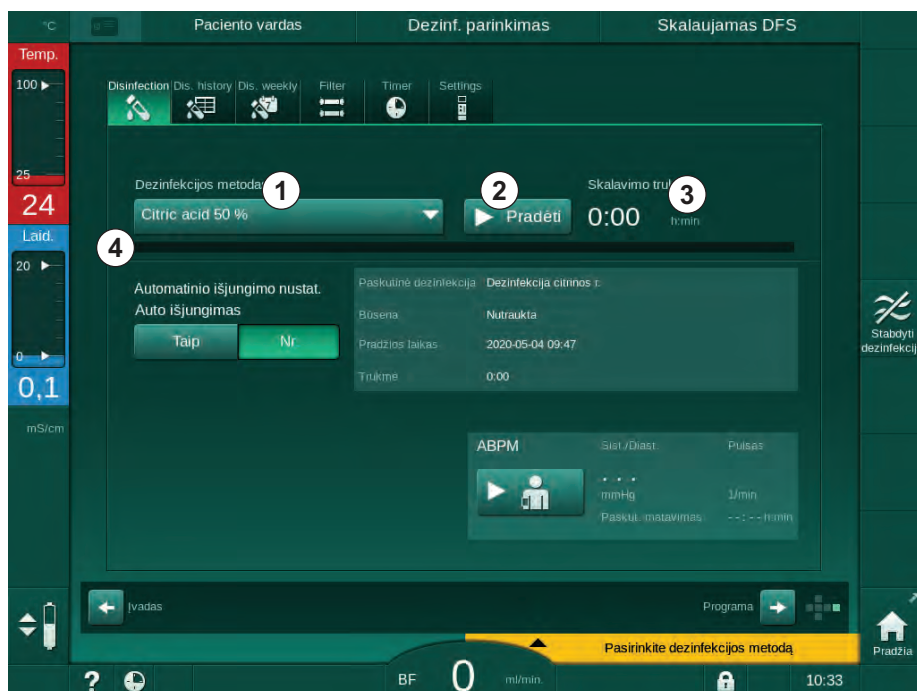 °C
Paciento vardas
Dezinf. parinkimas
Skalaujamas DFS
Temp.
100
25
24
Laid.
20
0
0,1
mS/cm
Disinfection Dis. history Dis. weekly Filter Timer Settings
7
Dezinfekcijos metodas
1
2
Skalavimo
3
Citric acid 50 %
Pradėti
0:00
h:min
4
Automatinio išjungimo nustat.
Auto išjungimas
Taip
Nr
Paskutinė dezinfekcija Dezinfekcija citrinos r.
Būsena Nutraukta
Pradžios laikas 2020-05-04 09:47
Trukmė 0:00
ABPM
Sist./Diast.
Pulsas
- - -
mmHg
1/min
Paskut. matavimas
--:-- h:min
Stabdyti
dezinfekcij
Įvadas
Programa
Pasirinkite dezinfekcijos metodą
Pradžia
?
BF
0
ml/min.
10:33